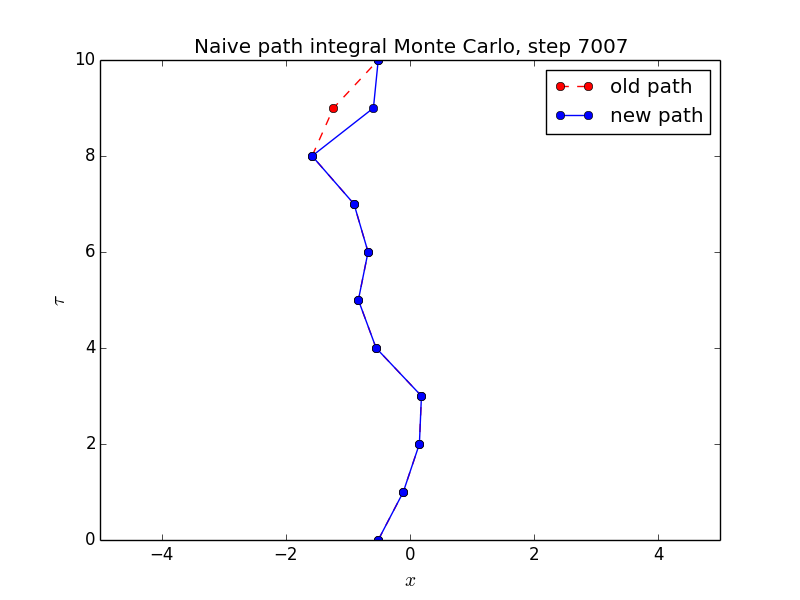 Naive path integral Monte Carlo, step 7007
old path
new path
10
8
6
4
2
0
τ
−4 −2 0 2 4
x